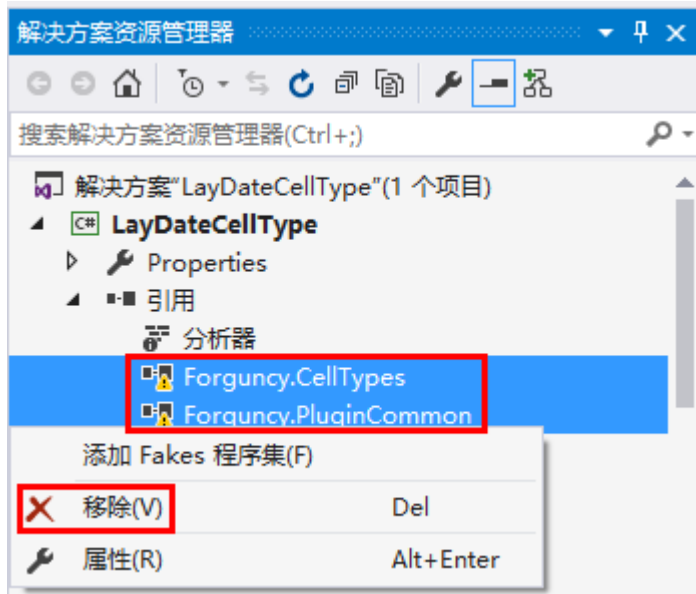 解决方案资源管理器
搜索解决方案资源管理器(Ctrl+;)
解决方案"LayDateCellType"(1 个项目)
C# LayDateCellType
Properties
引用
分析器
Forguncy.CellTypes
Forguncy.PluginCommon
添加 Fakes 程序集(F)
移除(V) Del
属性(R) Alt+Enter